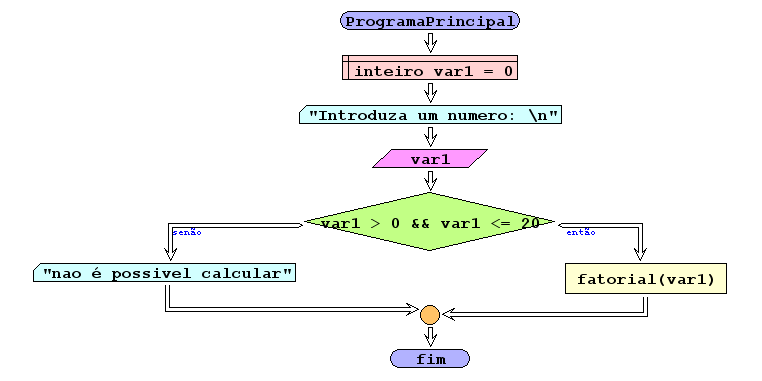 ProgramaPrincipal
inteiro var1 = 0
"Introduza um numero: \n"
var1
var1 > 0 && var1 <= 20
senão
então
"nao é possivel calcular"
fatorial(var1)
fim